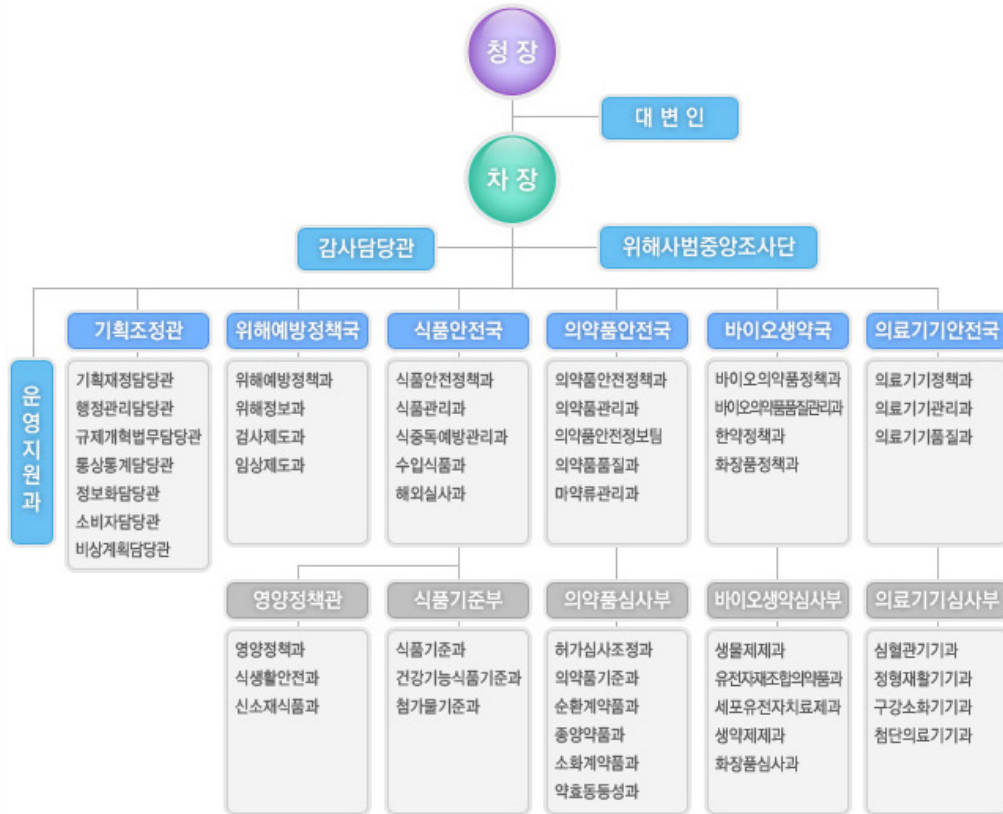 청 장
대 변 인
차 장
감사담당관
위해사범중앙조사단
운영지원과
기획조정관
기획재정담당관
행정관리담당관
규제개혁법무담당관
통상통계담당관
정보화담당관
소비자담당관
비상계획담당관
위해예방정책국
위해예방정책과
위해정보과
검사제도과
임상제도과
식품안전국
식품안전정책과
식품관리과
식중독예방관리과
수입식품과
해외실사과
의약품안전국
의약품안전정책과
의약품관리과
의약품안전정보팀
의약품품질과
마약류관리과
바이오생약국
바이오의약품정책과
바이오의약품품질관리과
한약정책과
화장품정책과
의료기기안전국
의료기기정책과
의료기기관리과
의료기기품질과
영양정책관
영양정책과
식생활안전과
신소재식품과
식품기준부
식품기준과
건강기능식품기준과
첨가물기준과
의약품심사부
허가심사조정과
의약품기준과
순환계약품과
종양약품과
소화계약품과
약효동등성과
바이오생약심사부
생물제제과
유전자재조합의약품과
세포유전자치료제과
생약제제과
화장품심사과
의료기기심사부
심혈관기기과
정형재활기기과
구강소화기기과
첨단의료기기과